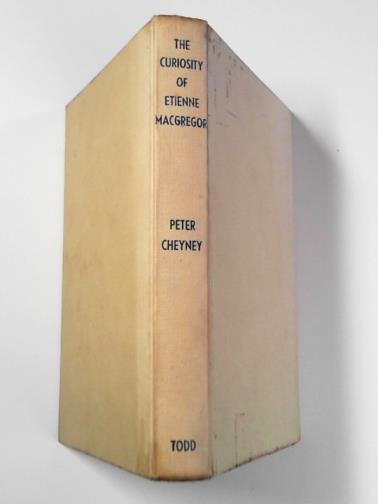 THE
CURIOSITY
OF
ETIENNE
MACGREGOR
PETER
CHEYNEY
TODD